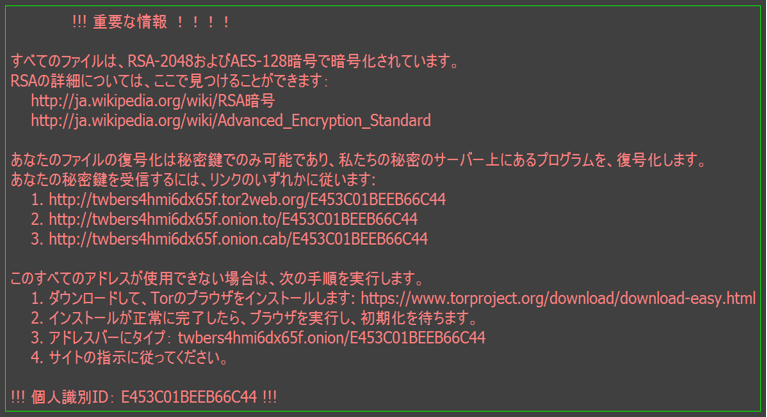 !!! 重要な情報 ！！！！
すべてのファイルは、RSA-2048およびAES-128暗号で暗号化されています。
RSAの詳細については、ここで見つけることができます:
http://ja.wikipedia.org/wiki/RSA暗号
http://ja.wikipedia.org/wiki/Advanced_Encryption_Standard
あなたのファイルの復号化は秘密鍵でのみ可能であり、私たちの秘密のサーバー上にあるプログラムを、復号化します。
あなたの秘密鍵を受信するには、リンクのいずれかに従います:
1. http://twbers4hmi6dx65f.tor2web.org/E453C01BEEB66C44
2. http://twbers4hmi6dx65f.onion.to/E453C01BEEB66C44
3. http://twbers4hmi6dx65f.onion.cab/E453C01BEEB66C44
このすべてのアドレスが使用できない場合は、次の手順を実行します。
1. ダウンロードして、Torのブラウザをインストールします: https://www.torproject.org/download/download-easy.html
2. インストールが正常に完了したら、ブラウザを実行し、初期化を待ちます。
3. アドレスバーにタイプ: twbers4hmi6dx65f.onion/E453C01BEEB66C44
4. サイトの指示に従ってください。
!!! 個人識別ID: E453C01BEEB66C44 !!!